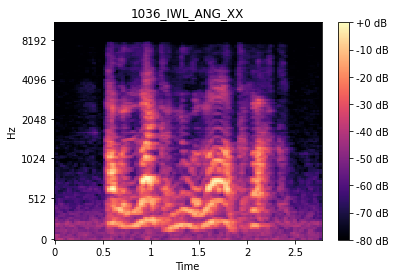 1036_IWL_ANG_XX
+0 dB
8192
-10 dB
4096
-20 dB
-30 dB
2048
Hz
-40 dB
1024
-50 dB
512
-60 dB
-70 dB
0
-80 dB
0 0.5 1 1.5 2 2.5
Time